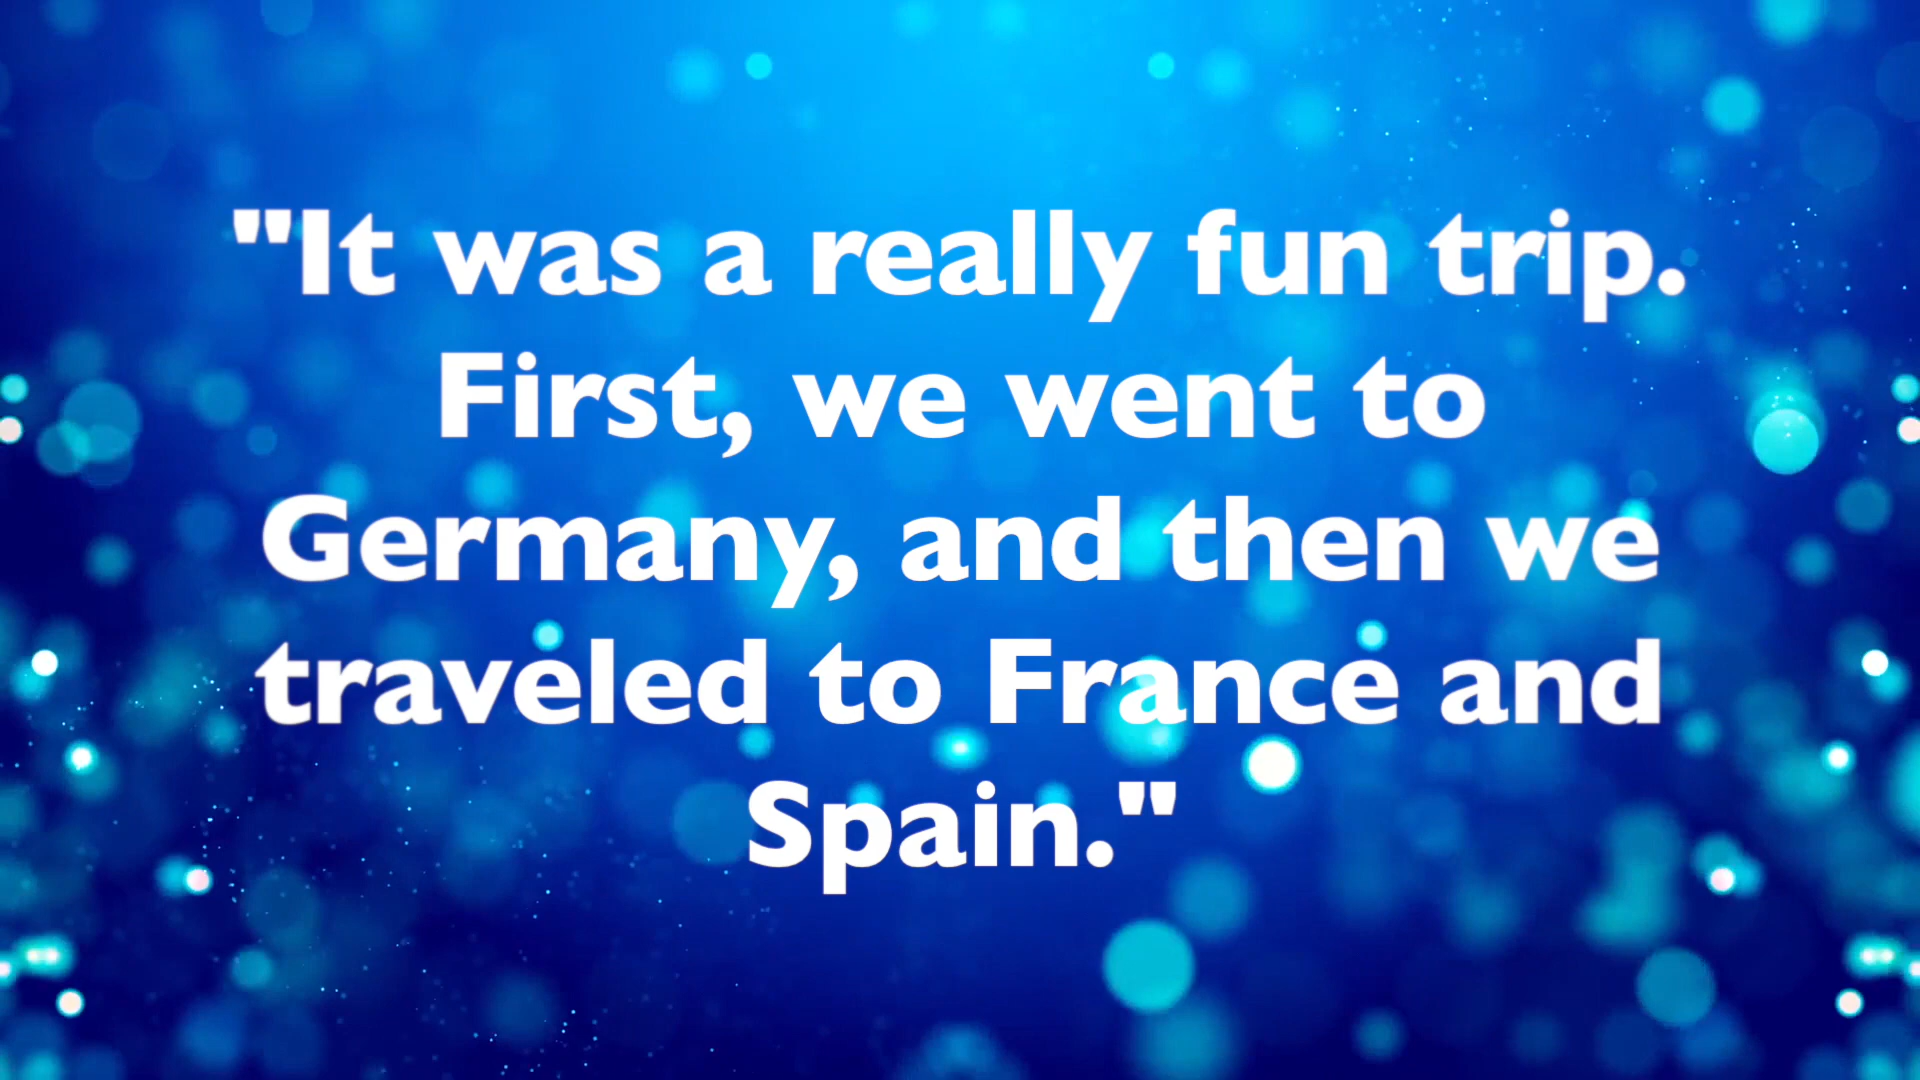 "It was a really fun trip.
First, we went to
Germany, and then we
traveled to France and
Spain."